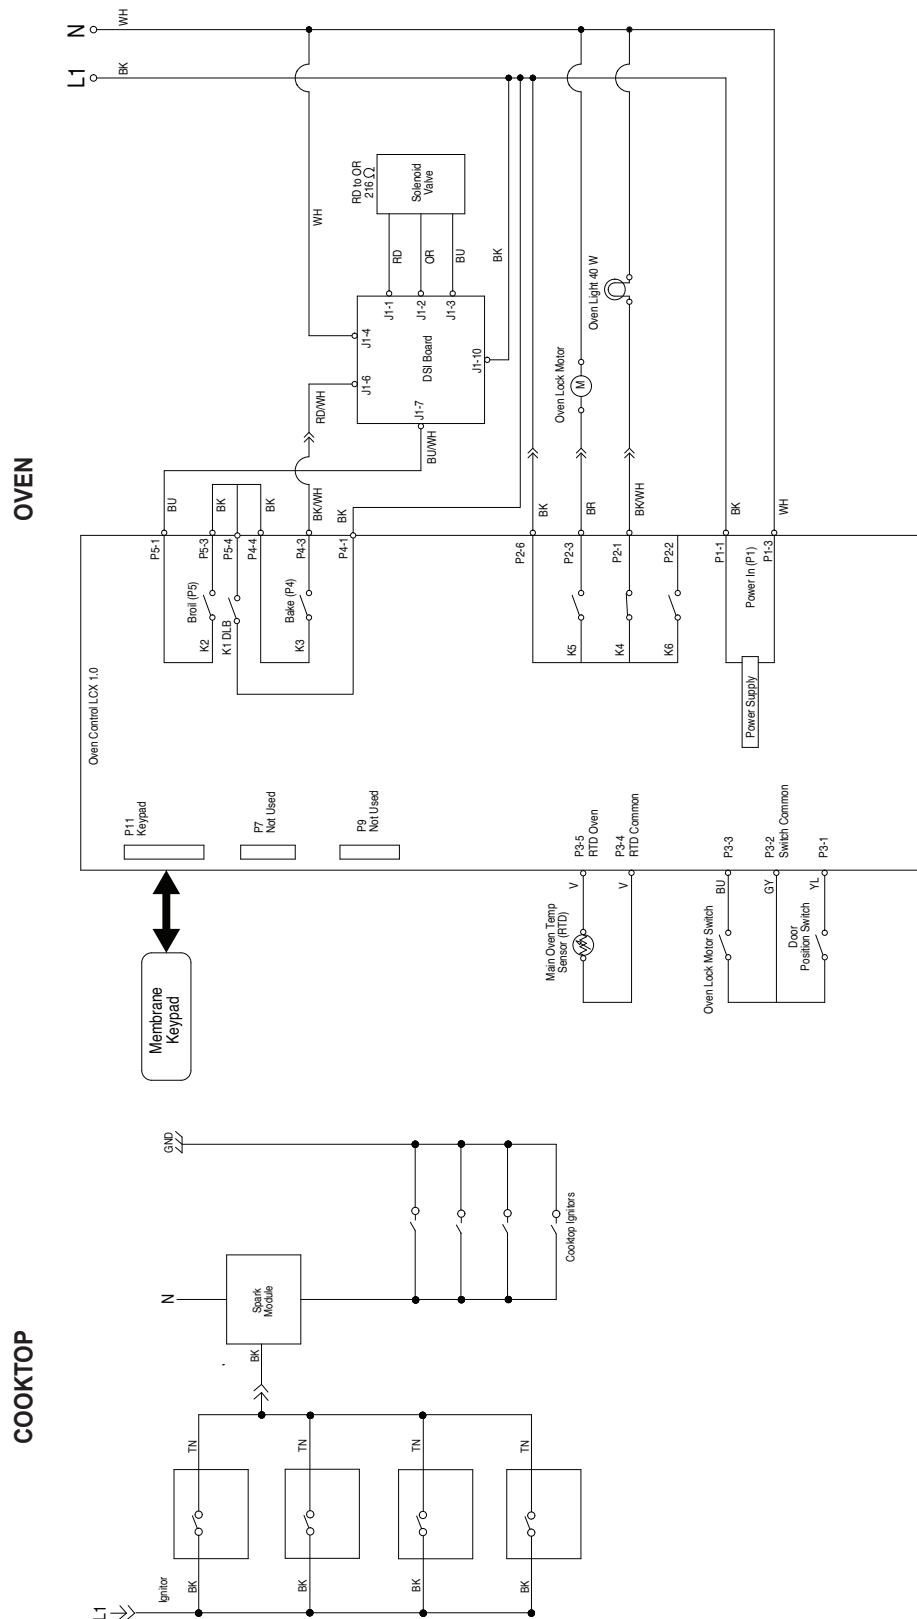 OVEN
N
WH
L1
BK
RD to OR
216 Ω
Solenoid
Valve
WH
RD
OR
BU
BK
J1-1
J1-2
J1-3
J1-4
J1-6
DSI Board
J1-10
J1-7
RD/WH
BU/WH
Oven Light 40 W
Oven Lock Motor
M
BU
BK
BK
BK/WH
BK
BK
BR
BK/WH
BK
WH
P5-1
P5-3
P5-4
P4-4
P4-3
P4-1
P2-6
P2-3
P2-1
P2-2
P1-1
Power In (P1)
P1-3
Broil (P5)
K2
K1 DLB
Bake (P4)
K3
K5
K4
K6
Power Supply
Oven Control LCX 1.0
P11
Keypad
P7
Not Used
P9
Not Used
P3-5
RTD Oven
P3-4
RTD Common
P3-3
P3-2
Switch Common
P3-1
V
V
BU
GY
YL
Main Oven Temp
Sensor (RTD)
Oven Lock Motor Switch
Door
Position Switch
Membrane
Keypad
COOKTOP
GND
N
Spark
Module
BK
Cooktop Ignitors
TN
TN
TN
TN
Ignitor
BK
BK
BK
BK
L1